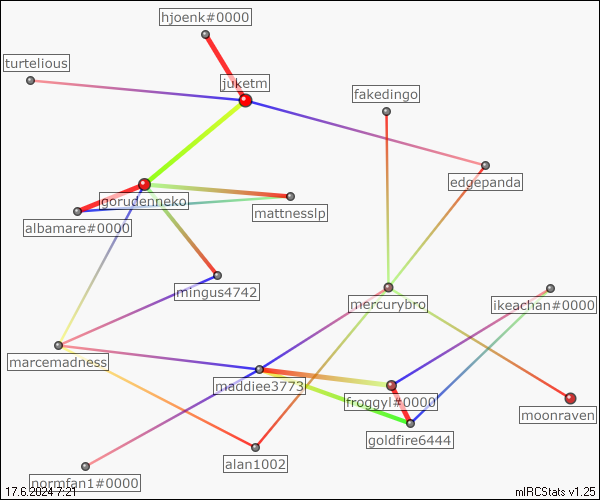 hjoenk#0000
turtelious
juketm
fakedingo
edgepanda
gorudenneko
mattnesslp
albamare#0000
mingus4742
mercurybro
ikeachan#0000
marcemadness
maddiee3773
froggyl#0000
moonraven
goldfire6444
alan1002
normfan1#0000
17.6.2024 7:21
mIRCStats v1.25